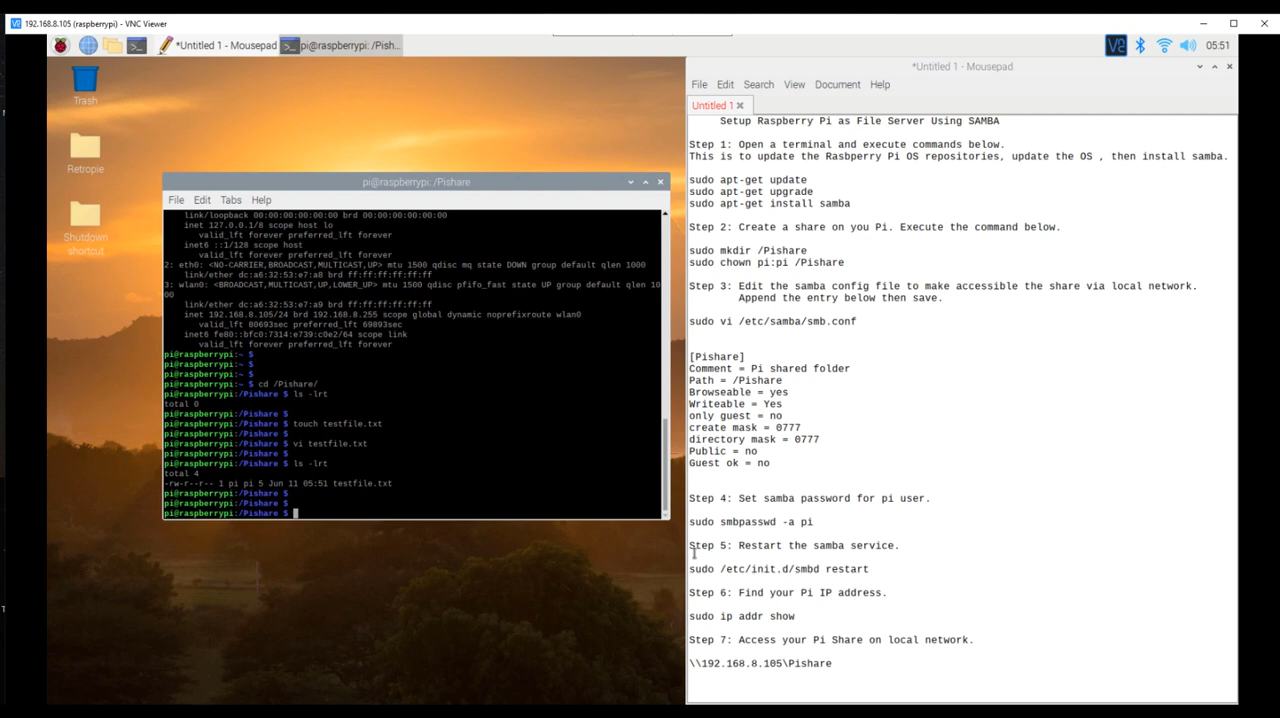 192.168.8.105 (raspberrypi) - VNC Viewer
*Untitled 1 - Mousepad
pi@raspberrypi: /Pish...
05:51
Trash
Retropie
Shutdown
shortcut
pi@raspberrypi: /Pishare
File Edit Tabs Help
link/loopback 00:00:00:00:00:00 brd 00:00:00:00:00:00
inet 127.0.0.1/8 scope host lo
valid_lft forever preferred_lft forever
inet6 ::1/128 scope host
valid_lft forever preferred_lft forever
2: eth0: <NO-CARRIER,BROADCAST,MULTICAST,UP> mtu 1500 qdisc mq state DOWN group default qlen 1000
link/ether dc:a6:32:53:e7:a8 brd ff:ff:ff:ff:ff:ff
3: wlan0: <BROADCAST,MULTICAST,UP,LOWER_UP> mtu 1500 qdisc pfifo_fast state UP group default qlen 10
00
link/ether dc:a6:32:53:e7:a9 brd ff:ff:ff:ff:ff:ff
inet 192.168.8.105/24 brd 192.168.8.255 scope global dynamic noprefixroute wlan0
valid_lft 80693sec preferred_lft 69893sec
inet6 fe80::bfc0:7314:e739:c0e2/64 scope link
valid_lft forever preferred_lft forever
pi@raspberrypi:~ $
pi@raspberrypi:~ $
pi@raspberrypi:~ $
pi@raspberrypi:~ $ cd /Pishare/
pi@raspberrypi:/Pishare $ ls -lrt
total 0
pi@raspberrypi:/Pishare $
pi@raspberrypi:/Pishare $ touch testfile.txt
pi@raspberrypi:/Pishare $
pi@raspberrypi:/Pishare $ vi testfile.txt
pi@raspberrypi:/Pishare $
pi@raspberrypi:/Pishare $ ls -lrt
total 4
-rw-r--r-- 1 pi pi 5 Jun 11 05:51 testfile.txt
pi@raspberrypi:/Pishare $
pi@raspberrypi:/Pishare $
pi@raspberrypi:/Pishare $
*Untitled 1 - Mousepad
File Edit Search View Document Help
Untitled 1
Setup Raspberry Pi as File Server Using SAMBA
Step 1: Open a terminal and execute commands below.
This is to update the Rasbperry Pi OS repositories, update the OS , then install samba.
sudo apt-get update
sudo apt-get upgrade
sudo apt-get install samba
Step 2: Create a share on you Pi. Execute the command below.
sudo mkdir /Pishare
sudo chown pi:pi /Pishare
Step 3: Edit the samba config file to make accessible the share via local network.
Append the entry below then save.
sudo vi /etc/samba/smb.conf
[Pishare]
Comment = Pi shared folder
Path = /Pishare
Browseable = yes
Writeable = Yes
only guest = no
create mask = 0777
directory mask = 0777
Public = no
Guest ok = no
Step 4: Set samba password for pi user.
sudo smbpasswd -a pi
Step 5: Restart the samba service.
sudo /etc/init.d/smbd restart
Step 6: Find your Pi IP address.
sudo ip addr show
Step 7: Access your Pi Share on local network.
\\192.168.8.105\Pishare